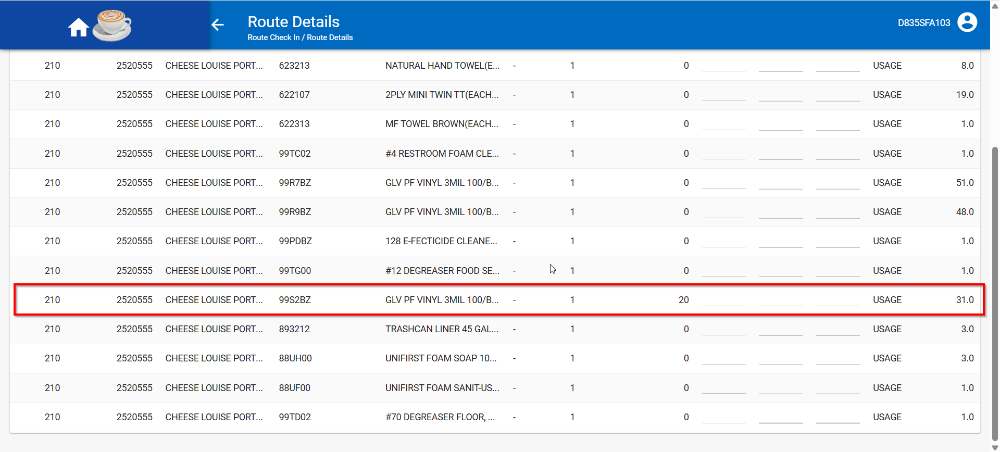 Route Details
Route Check In / Route Details
D835SFA103
210 2520555 CHEESE LOUISE PORT... 623213 NATURAL HAND TOWEL(E... - 1 0 USAGE 8.0
210 2520555 CHEESE LOUISE PORT... 622107 2PLY MINI TWIN TT(EACH... - 1 0 USAGE 19.0
210 2520555 CHEESE LOUISE PORT... 622313 MF TOWEL BROWN(EACH... - 1 0 USAGE 1.0
210 2520555 CHEESE LOUISE PORT... 99TC02 #4 RESTROOM FOAM CLE... - 1 0 USAGE 1.0
210 2520555 CHEESE LOUISE PORT... 99R7BZ GLV PF VINYL 3MIL 100/B... - 1 0 USAGE 51.0
210 2520555 CHEESE LOUISE PORT... 99R9BZ GLV PF VINYL 3MIL 100/B... - 1 0 USAGE 48.0
210 2520555 CHEESE LOUISE PORT... 99PDBZ 128 E-FECTICIDE CLEANE... - 1 0 USAGE 1.0
210 2520555 CHEESE LOUISE PORT... 99TG00 #12 DEGREASER FOOD SE... - 1 0 USAGE 1.0
210 2520555 CHEESE LOUISE PORT... 99S2BZ GLV PF VINYL 3MIL 100/B... - 1 20 USAGE 31.0
210 2520555 CHEESE LOUISE PORT... 893212 TRASHCAN LINER 45 GAL... - 1 0 USAGE 3.0
210 2520555 CHEESE LOUISE PORT... 88UH00 UNIFIRST FOAM SOAP 10... - 1 0 USAGE 3.0
210 2520555 CHEESE LOUISE PORT... 88UF00 UNIFIRST FOAM SANIT-US... - 1 0 USAGE 1.0
210 2520555 CHEESE LOUISE PORT... 99TD02 #70 DEGREASER FLOOR, ... - 1 0 USAGE 1.0